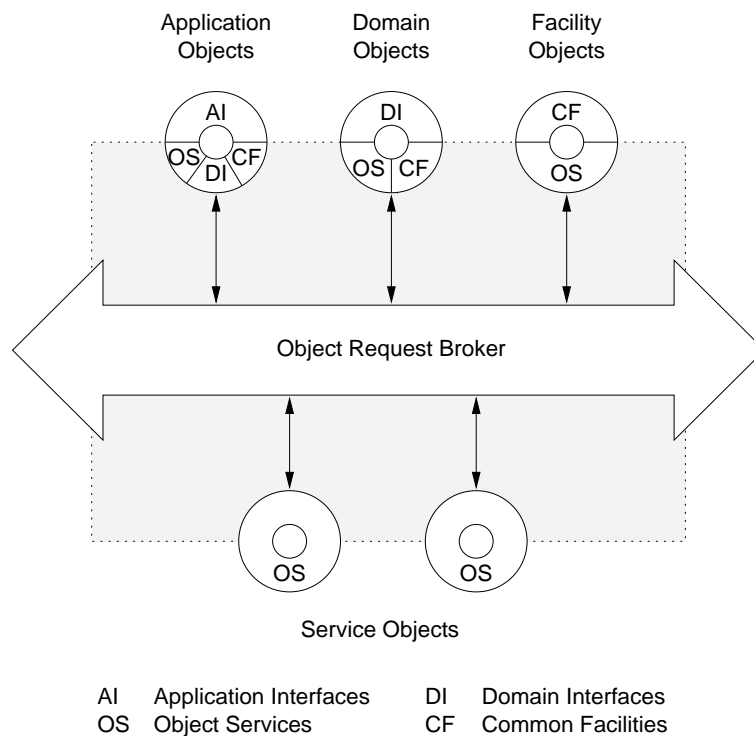 Application Objects
Domain Objects
Facility Objects
AI
OS
DI
CF
DI
OS
CF
CF
OS
Object Request Broker
OS
OS
Service Objects
AI Application Interfaces
DI Domain Interfaces
OS Object Services
CF Common Facilities